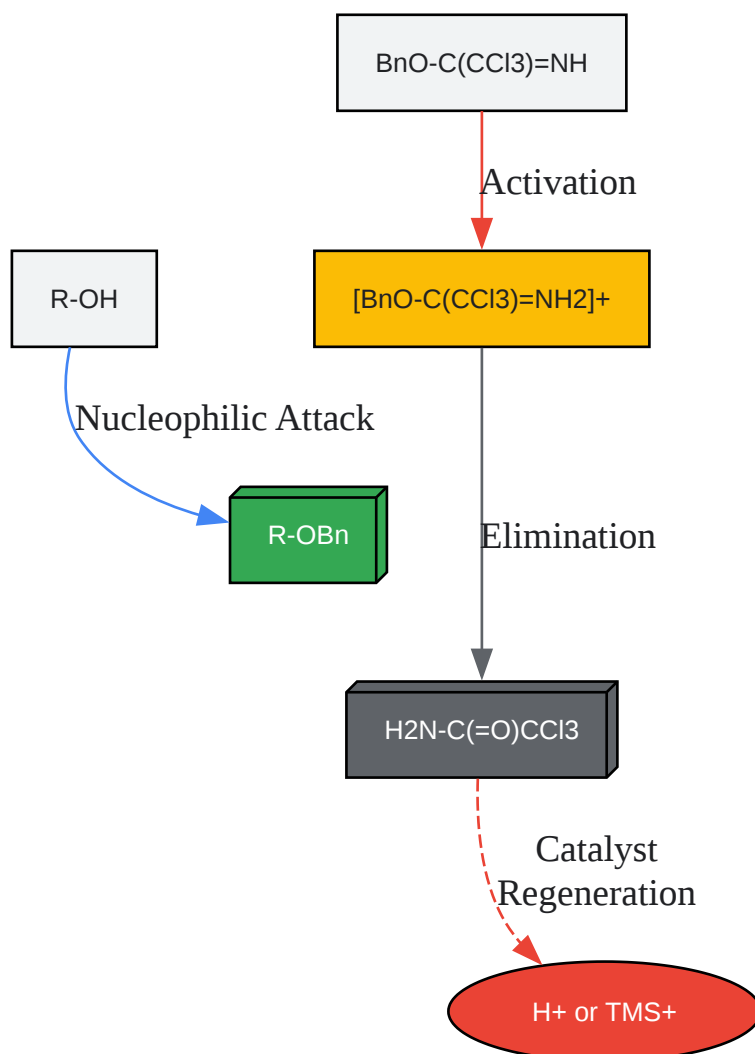 BnO-C(CCl3)=NH
Activation
R-OH
[BnO-C(CCl3)=NH2]+
Nucleophilic Attack
R-OBn
Elimination
H2N-C(=O)CCl3
Catalyst
Regeneration
H+ or TMS+